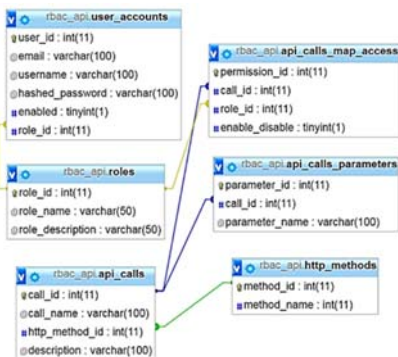 rbac_api.user_accounts
user_id : int(11)
email : varchar(100)
username : varchar(100)
hashed_password : varchar(100)
enabled : tinyint(1)
role_id : int(11)
rbac_api.roles
role_id : int(11)
role_name : varchar(50)
role_description : varchar(50)
rbac_api.api_calls
call_id : int(11)
call_name : varchar(100)
http_method_id : int(11)
description : varchar(100)
rbac_api.api_calls_map_access
permission_id : int(11)
call_id : int(11)
role_id : int(11)
enable_disable : tinyint(1)
rbac_api.api_calls_parameters
parameter_id : int(11)
call_id : int(11)
parameter_name : varchar(100)
rbac_api.http_methods
method_id : int(11)
method_name : int(11)